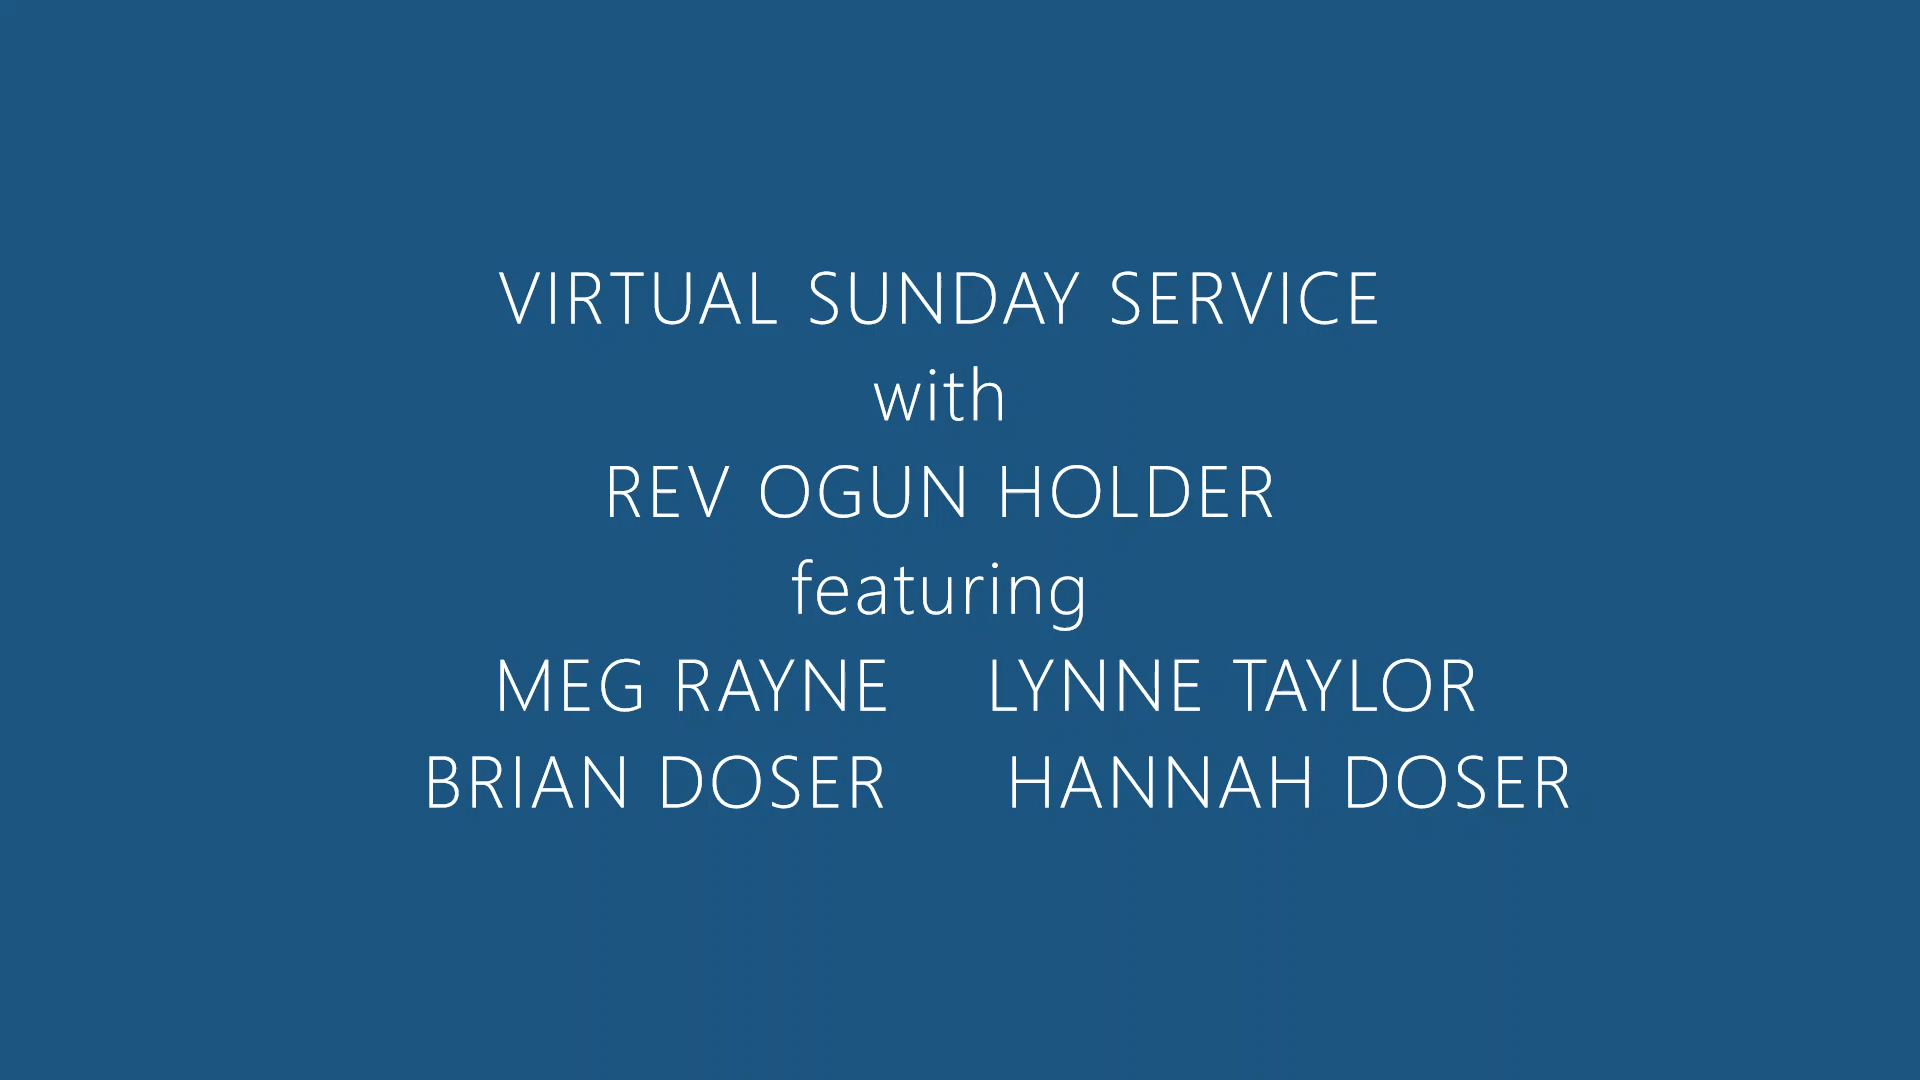 VIRTUAL SUNDAY SERVICE
with
REV OGUN HOLDER
featuring
MEG RAYNE LYNNE TAYLOR
BRIAN DOSER HANNAH DOSER